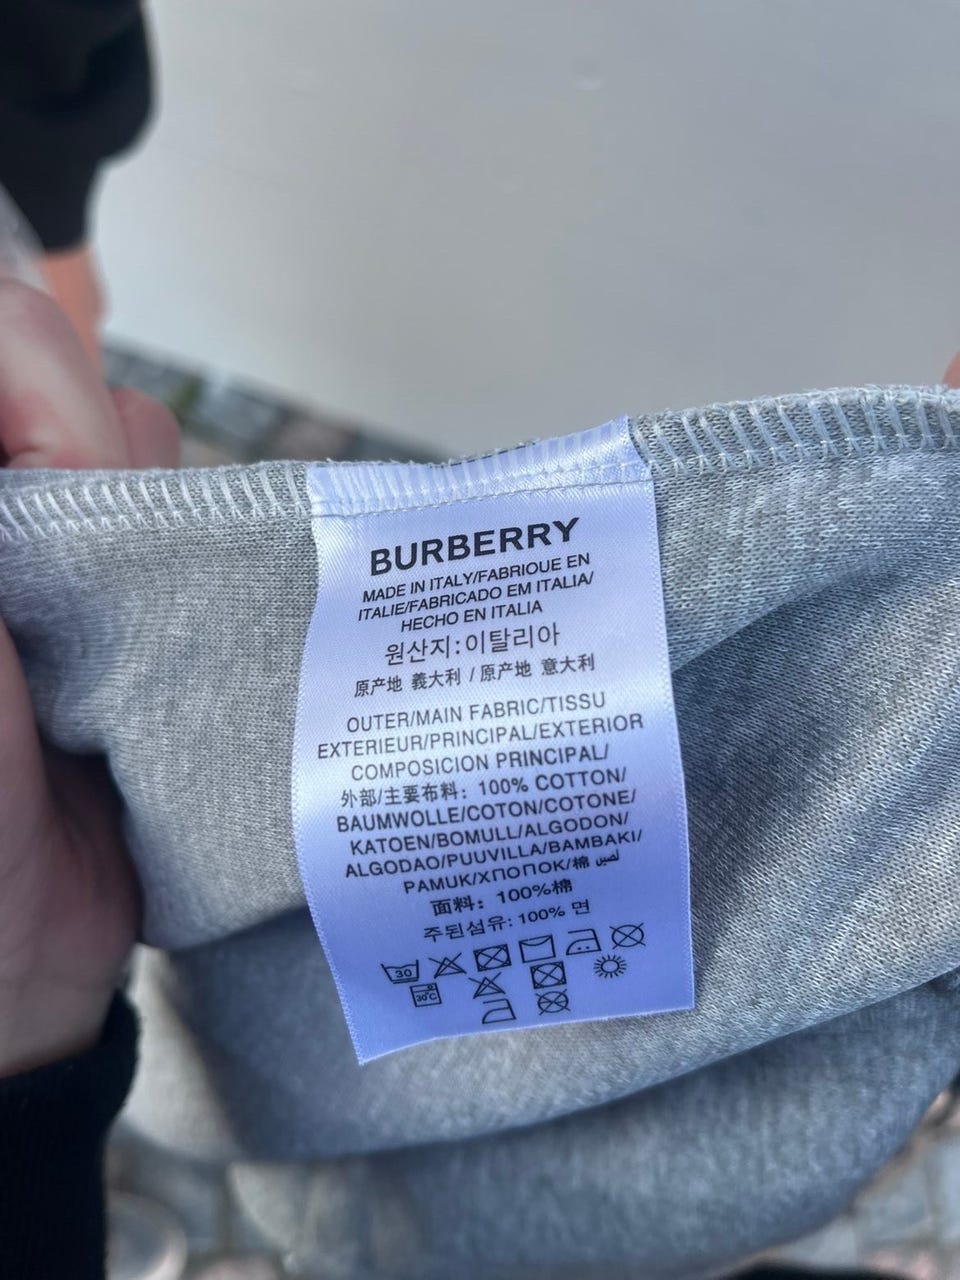 BURBERRY
MADE IN ITALY/FABRIQUE EN
ITALIE/FABRICADO EM ITALIA/
HECHO EN ITALIA
원산지:이탈리아
原产地 義大利 / 原产地 意大利
OUTER/MAIN FABRIC/TISSU
EXTERIEUR/PRINCIPAL/EXTERIOR
COMPOSICION PRINCIPAL/
外部/主要布料: 100% COTTON/
BAUMWOLLE/COTON/COTONE/
KATOEN/BOMULL/ALGODON/
ALGODAO/PUUVILLA/BAMBAKI/
PAMUK/ХЛОПОК/棉
面料: 100%棉
주된섬유: 100% 면
30
30°C